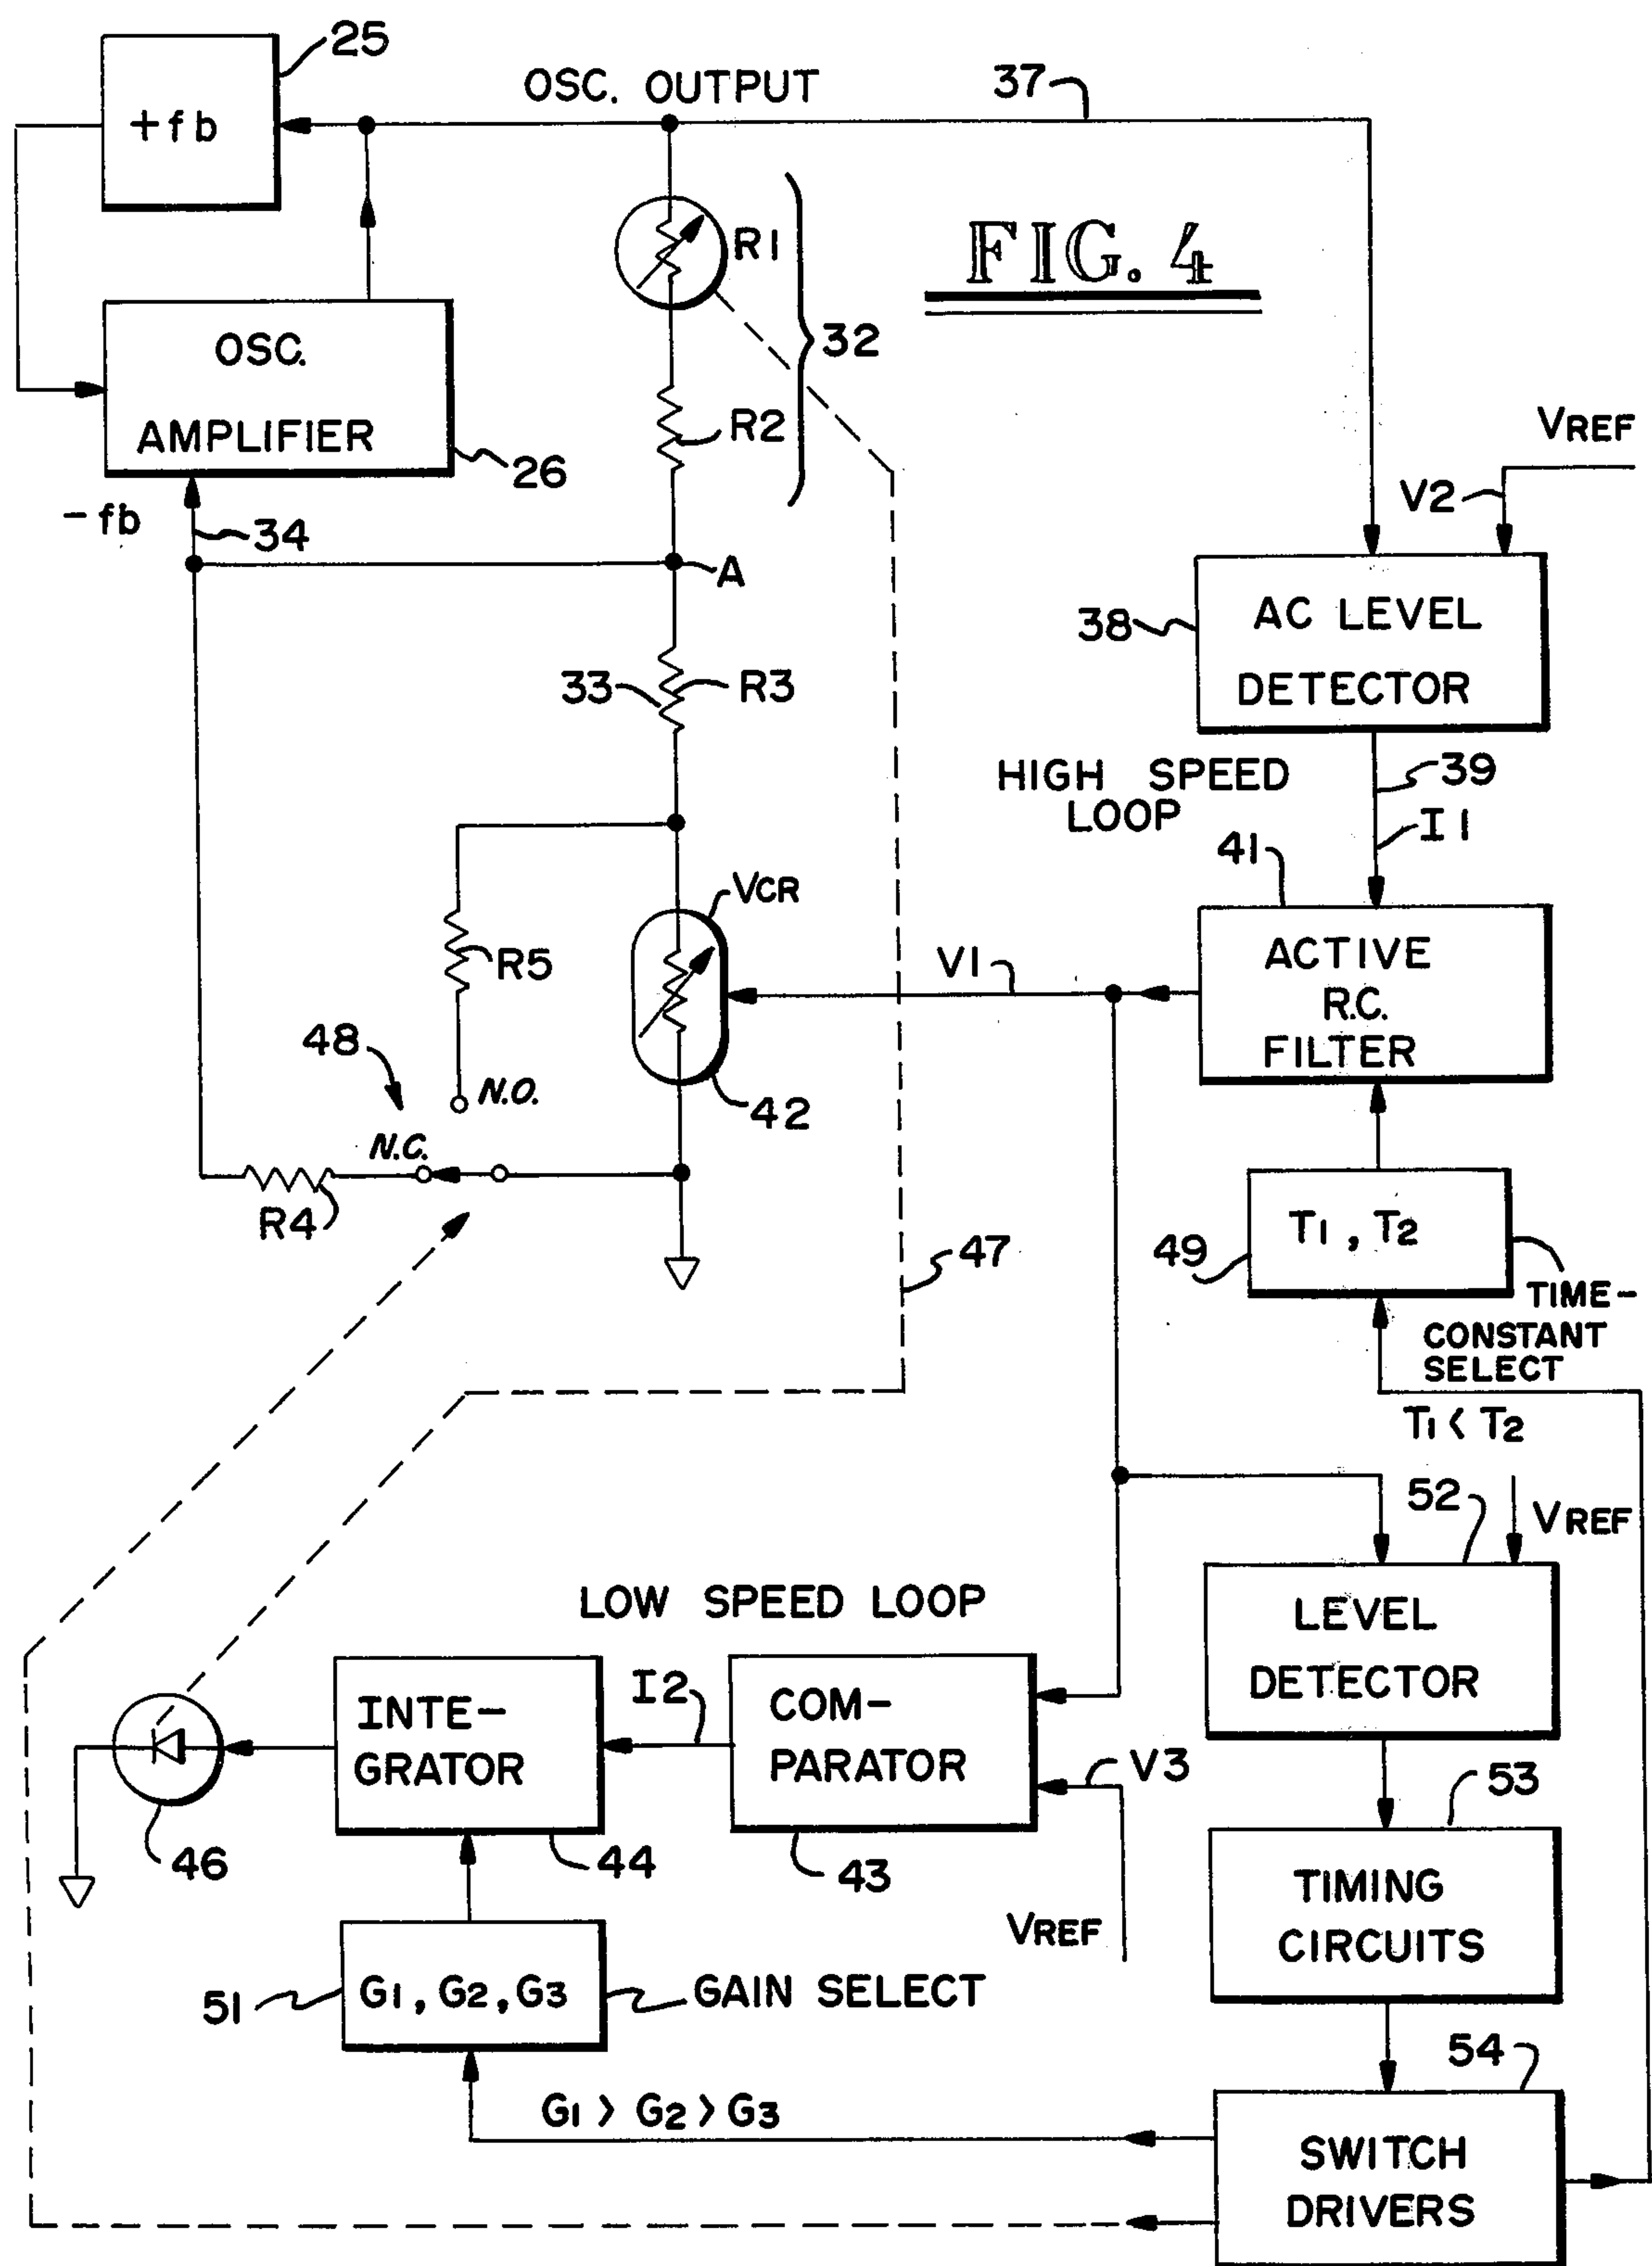 25
+fb
OSC. OUTPUT
37
R1
FIG. 4
32
OSC.
AMPLIFIER
26
R2
VREF
V2
-fb
34
A
38
AC LEVEL
DETECTOR
33
R3
HIGH SPEED
LOOP
39
I1
41
VCR
ACTIVE
R.C.
FILTER
R5
V1
48
N.O.
42
N.C.
R4
47
49
T1, T2
TIME-
CONSTANT
SELECT
T1 < T2
52
VREF
LEVEL
DETECTOR
LOW SPEED LOOP
INTE-
GRATOR
I2
COM-
PARATOR
V3
53
46
44
43
TIMING
CIRCUITS
VREF
51
G1, G2, G3
GAIN SELECT
54
G1 > G2 > G3
SWITCH
DRIVERS